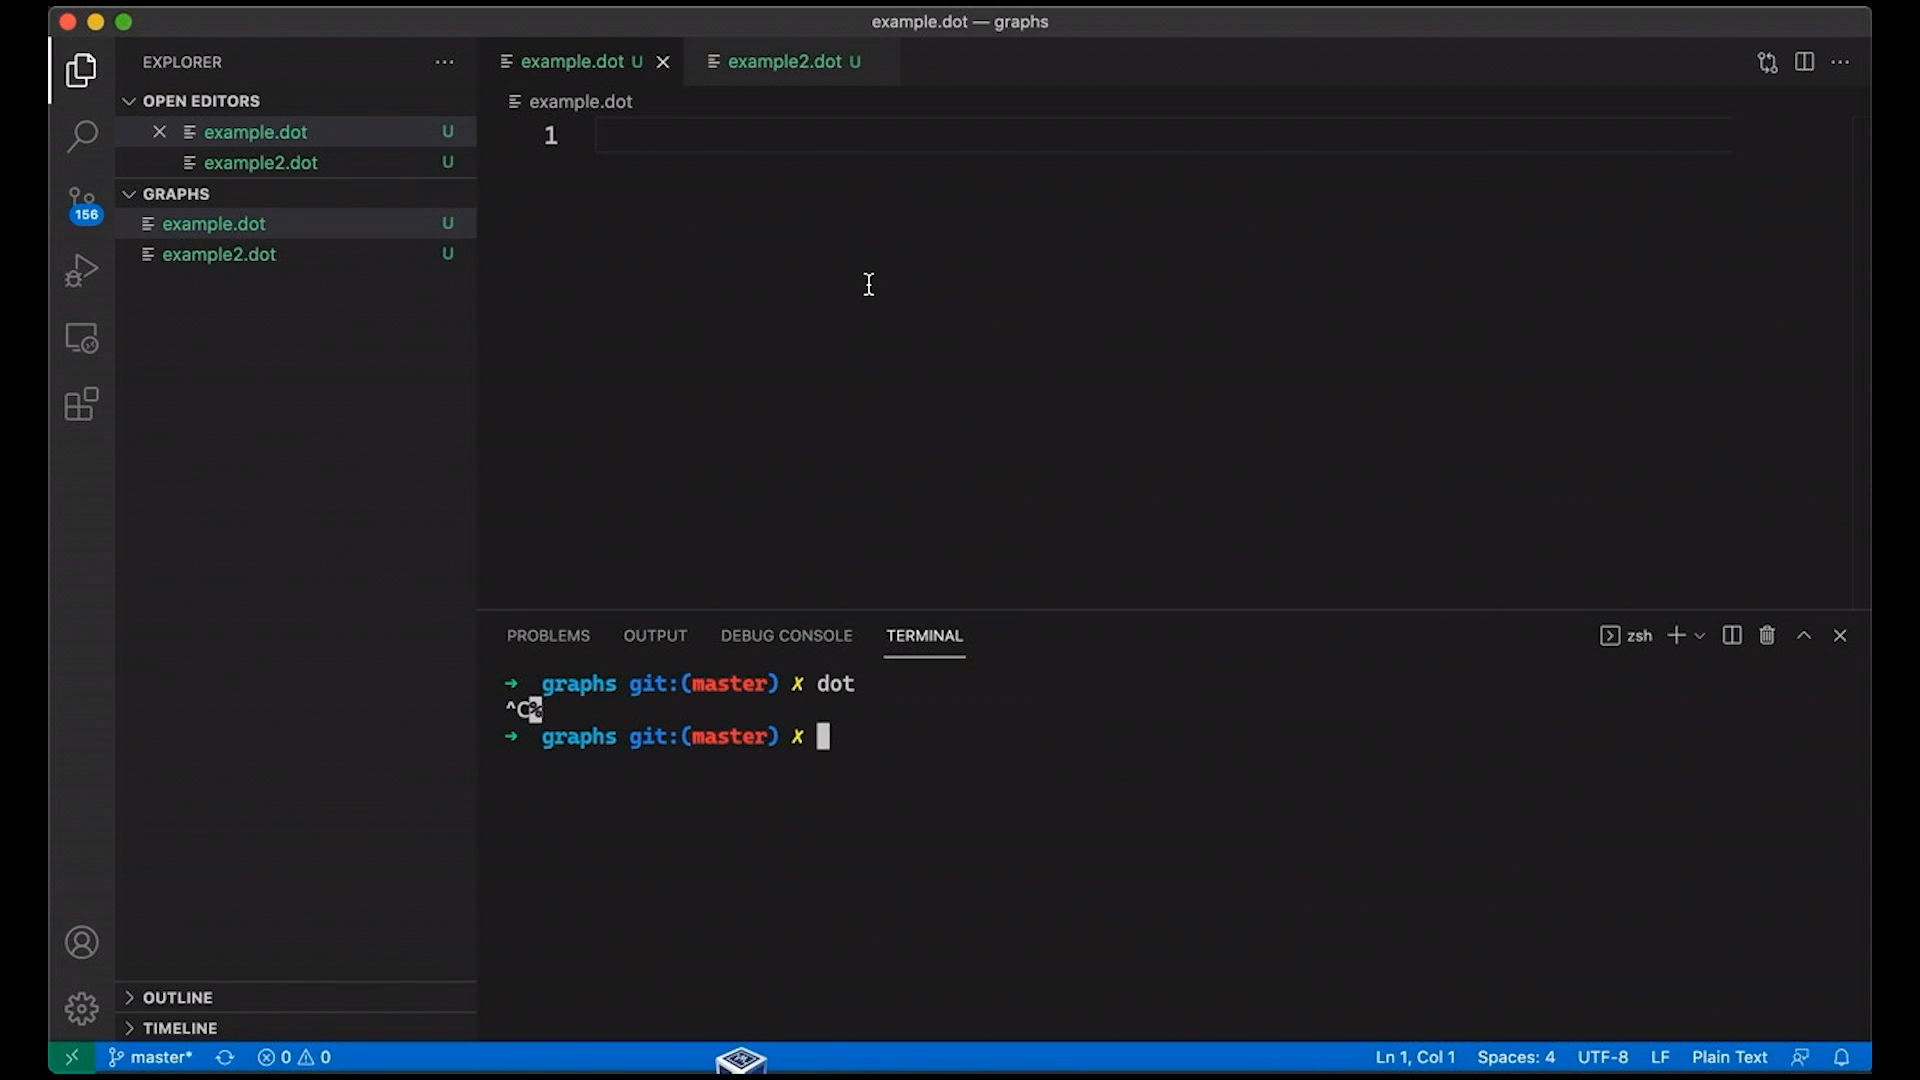 example.dot — graphs
EXPLORER
OPEN EDITORS
example.dot U
example2.dot U
GRAPHS
example.dot U
example2.dot U
156
OUTLINE
TIMELINE
example.dot U
example2.dot U
example.dot
1
PROBLEMS OUTPUT DEBUG CONSOLE TERMINAL
zsh
→ graphs git:(master) ✗ dot
^C%
→ graphs git:(master) ✗
master* 0 0
Ln 1, Col 1 Spaces: 4 UTF-8 LF Plain Text